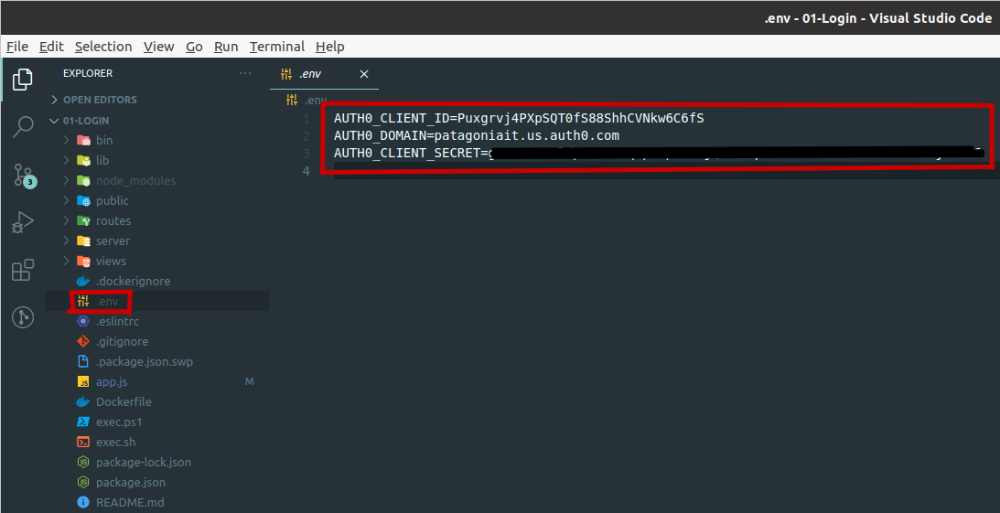 .env - 01-Login - Visual Studio Code
File Edit Selection View Go Run Terminal Help
EXPLORER ···
OPEN EDITORS
01-LOGIN
bin
lib
node_modules
public
routes
server
views
.dockerignore
.env
.eslintrc
.gitignore
.package.json.swp
app.js M
Dockerfile
exec.ps1
exec.sh
package-lock.json
package.json
README.md
3
.env
.env
1 AUTH0_CLIENT_ID=Puxgrvj4PXpSQT0fS88ShhCVNkw6C6fS
2 AUTH0_DOMAIN=patagoniait.us.auth0.com
3 AUTH0_CLIENT_SECRET=
4